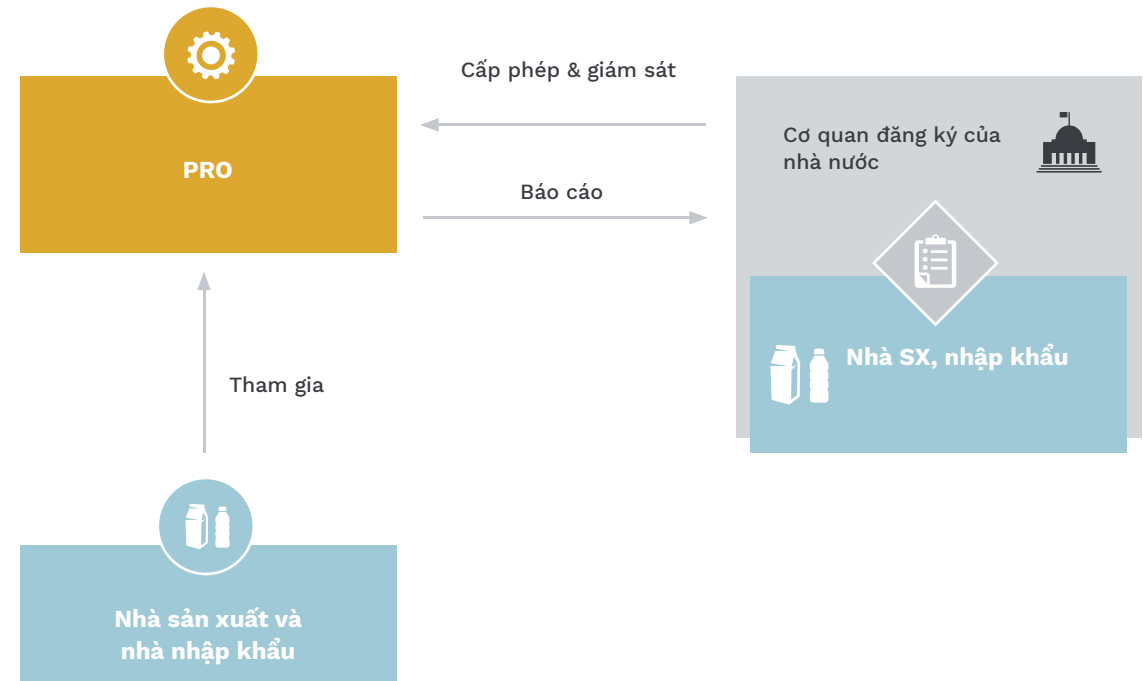 Cấp phép & giám sát
PRO
Cơ quan đăng ký của
nhà nước
Báo cáo
Nhà SX, nhập khẩu
Tham gia
Nhà sản xuất và
nhà nhập khẩu